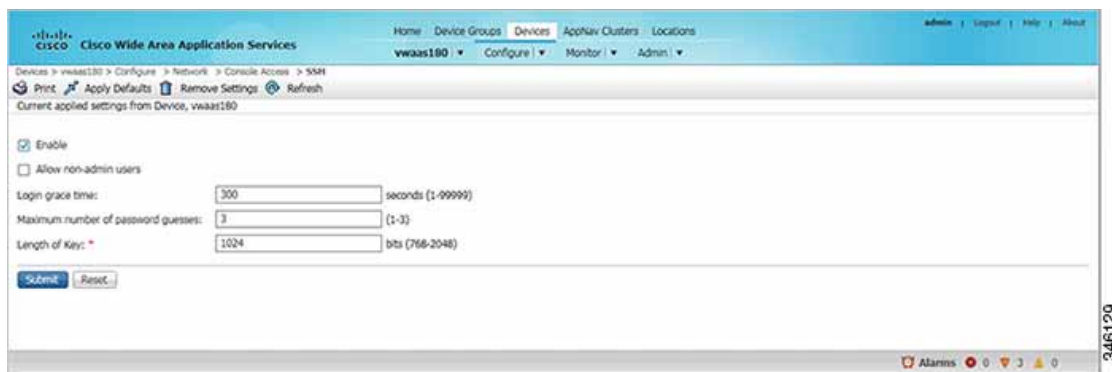 admin | Logout | Help | About
Home Device Groups Devices AppNav Clusters Locations
CISCO Cisco Wide Area Application Services
vwaas180 Configure Monitor Admin
Devices > vwaas180 > Configure > Network > Console Access > SSH
Print Apply Defaults Remove Settings Refresh
Current applied settings from Device, vwaas180
Enable
Allow non-admin users
Login grace time: 300 seconds (1-99999)
Maximum number of password guesses: 3 (1-3)
Length of Key: * 1024 bits (768-2048)
Submit Reset
Alarms 0 3 0
346129